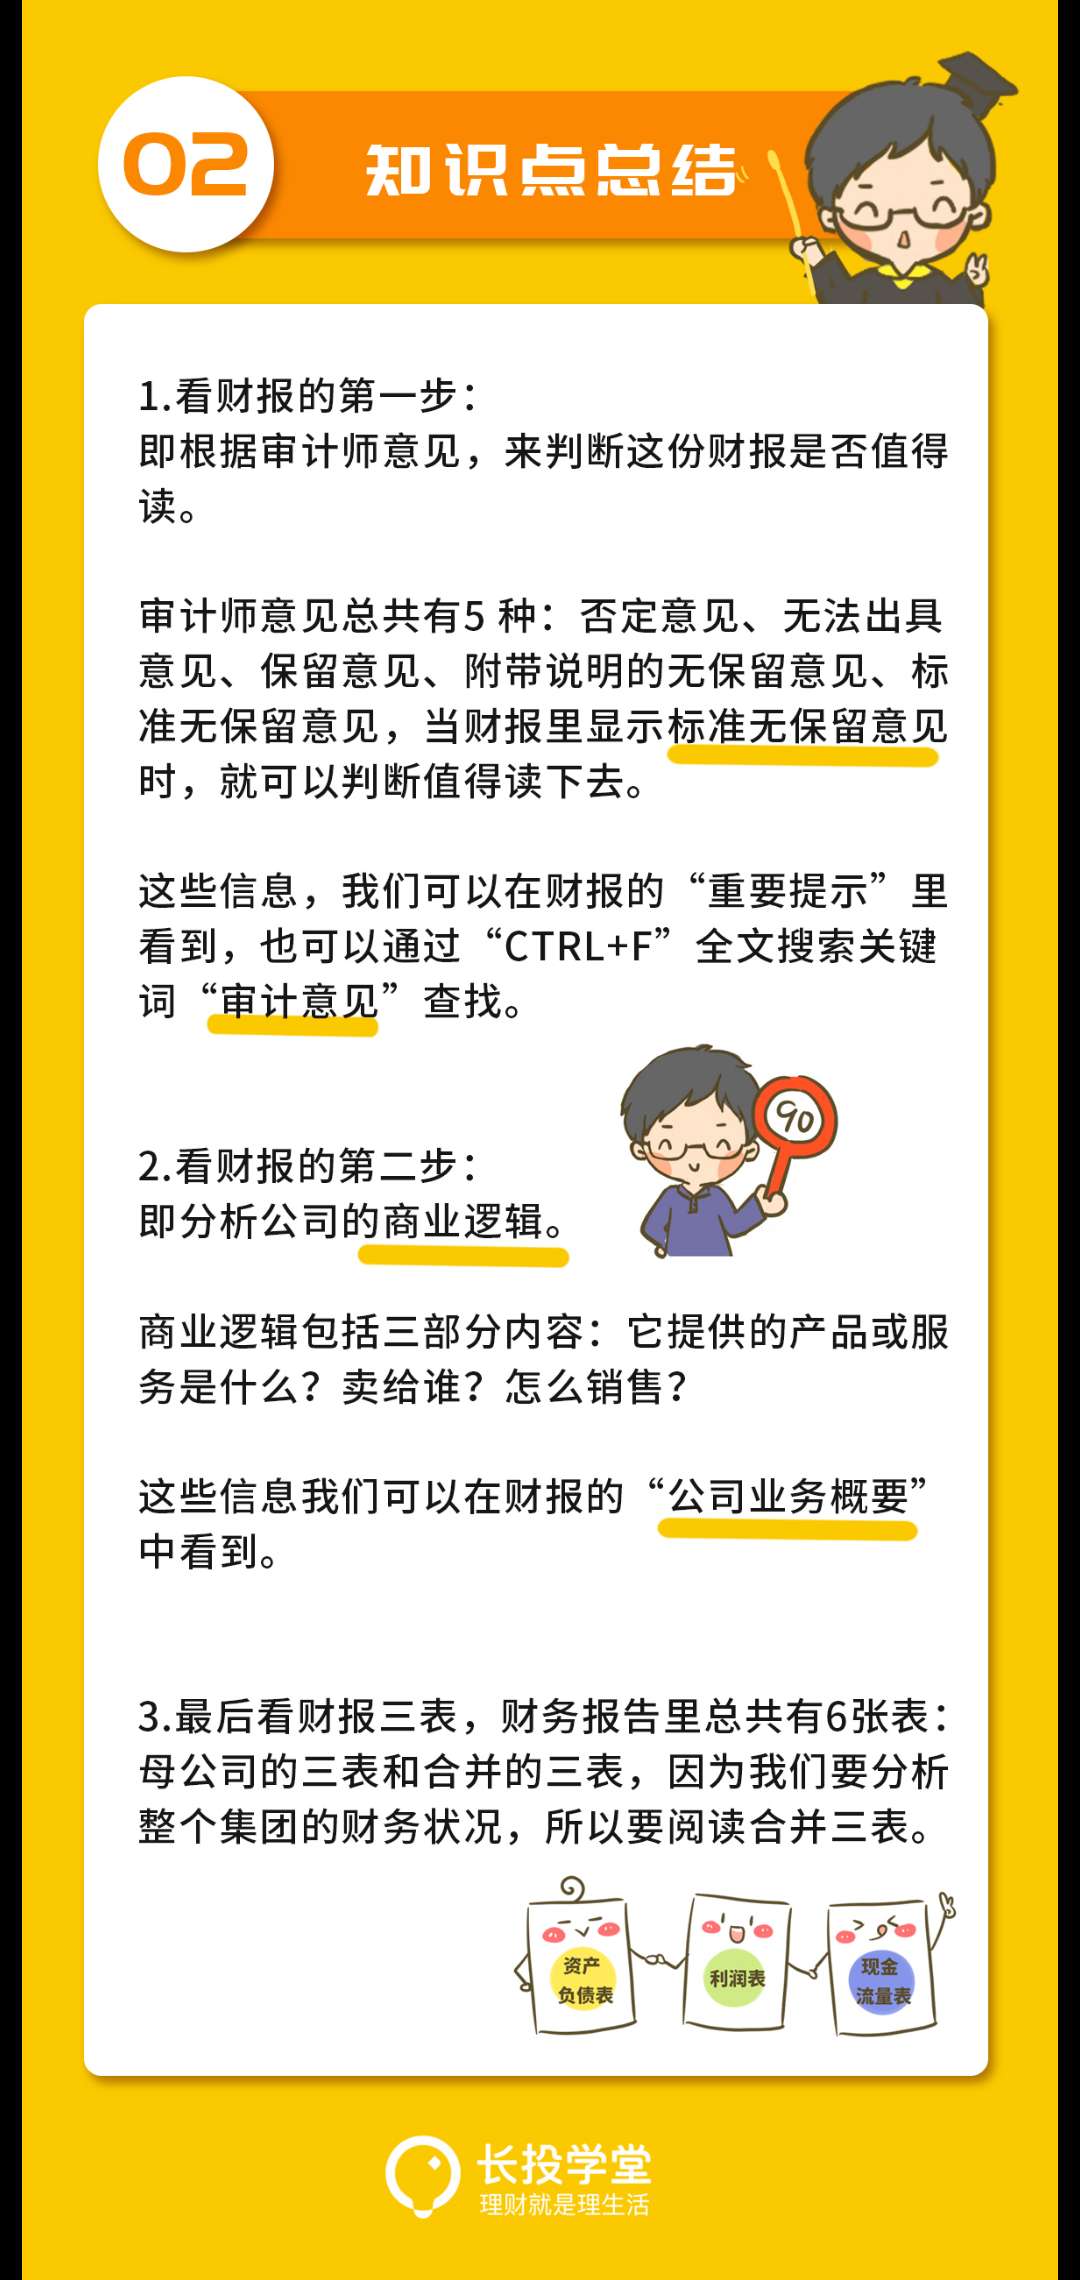 02
知识点总结
1.看财报的第一步：
即根据审计师意见，来判断这份财报是否值得
读。
审计师意见总共有5 种：否定意见、无法出具
意见、保留意见、附带说明的无保留意见、标
准无保留意见，当财报里显示标准无保留意见
时，就可以判断值得读下去。
这些信息，我们可以在财报的“重要提示”里
看到，也可以通过“CTRL+F”全文搜索关键
词“审计意见”查找。
90
2.看财报的第二步：
即分析公司的商业逻辑。
商业逻辑包括三部分内容：它提供的产品或服
务是什么？卖给谁？怎么销售？
这些信息我们可以在财报的“公司业务概要”
中看到。
3.最后看财报三表，财务报告里总共有6张表：
母公司的三表和合并的三表，因为我们要分析
整个集团的财务状况，所以要阅读合并三表。
资产
负债表
利润表
现金
流量表
长投学堂
理财就是理生活